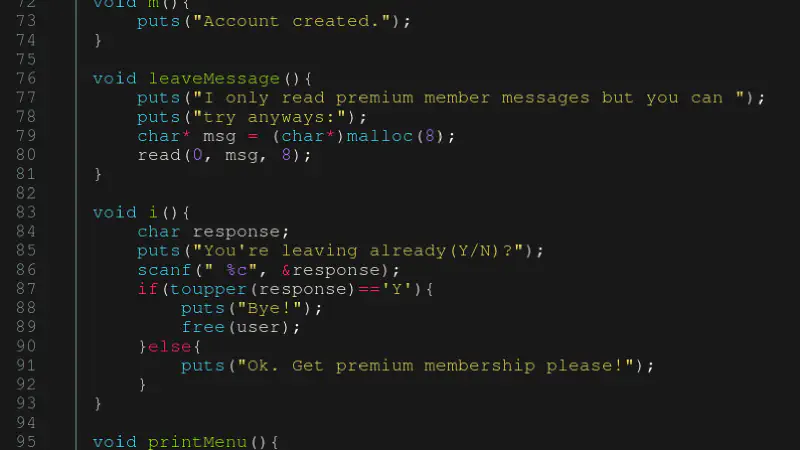 72 void m(){
73 puts("Account created.");
74 }
75
76 void leaveMessage(){
77 puts("I only read premium member messages but you can ");
78 puts("try anyways:");
79 char* msg = (char*)malloc(8);
80 read(0, msg, 8);
81 }
82
83 void i(){
84 char response;
85 puts("You're leaving already(Y/N)?");
86 scanf(" %c", &response);
87 if(toupper(response)=='Y'){
88 puts("Bye!");
89 free(user);
90 }else{
91 puts("Ok. Get premium membership please!");
92 }
93 }
94
95 void printMenu(){